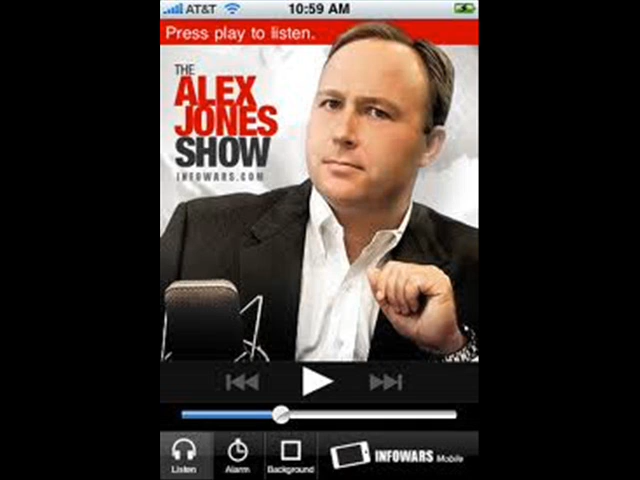 AT&T 10:59 AM
Press play to listen.
THE
ALEX
JONES
SHOW
INFOWARS.COM
Listen Alarm Background INFOWARS Mobile